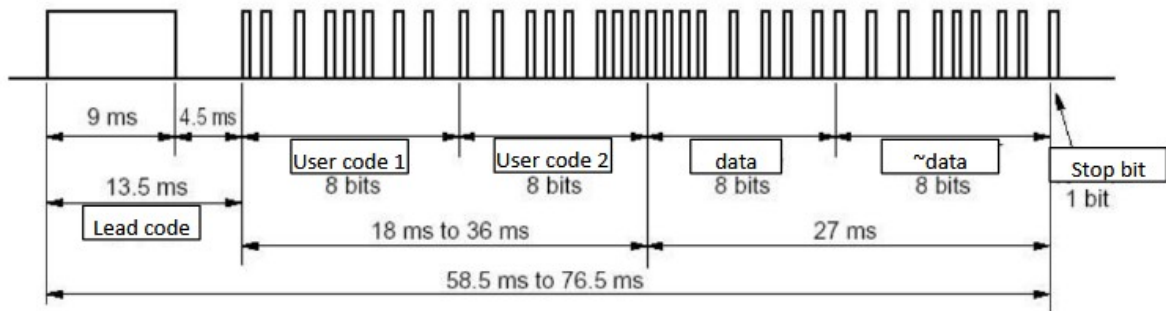 9 ms
4.5 ms
User code 1
User code 2
data
~data
Stop bit
8 bits
8 bits
8 bits
8 bits
1 bit
13.5 ms
Lead code
18 ms to 36 ms
27 ms
58.5 ms to 76.5 ms